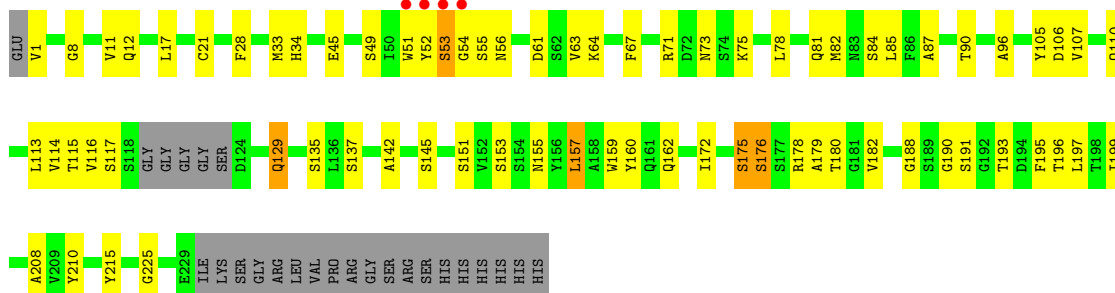 GLU V1 G8 V11 Q12 L17 C21 F28 M33 H34 E45 S49 I50 W51 Y52 S53 G54 S55 N56 D61 S62 V63 K64 F67 R71 D72 N73 S74 K75 L78 Q81 M82 N83 S84 L85 F86 A87 T90 A96 Y105 D106 V107
L113 V114 T115 V116 S117 S118 GLY GLY GLY GLY SER D124 Q129 S135 L136 S137 A142 S145 S151 V152 S153 S154 N155 Y156 L157 A158 W159 Y160 Q161 Q162 I172 S175 S176 S177 R178 A179 T180 G181 V182 G188 S189 G190 S191 G192 T193 D194 F195 T196 L197 T198 I199
A208 V209 Y210 Y215 G225 E229 ILE LYS SER GLY ARG LEU VAL PRO ARG GLY SER ARG SER HIS HIS HIS HIS HIS HIS